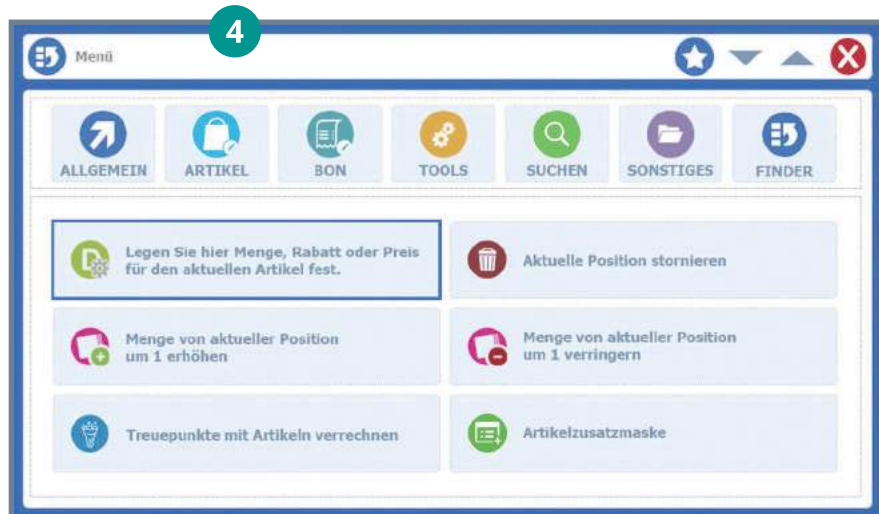 4
Menü
ALLGEMEIN
ARTIKEL
BON
TOOLS
SUCHEN
SONSTIGES
FINDER
Legen Sie hier Menge, Rabatt oder Preis
für den aktuellen Artikel fest.
Aktuelle Position stornieren
Menge von aktueller Position
um 1 erhöhen
Menge von aktueller Position
um 1 verringern
Treuepunkte mit Artikeln verrechnen
Artikelzusatzmaske